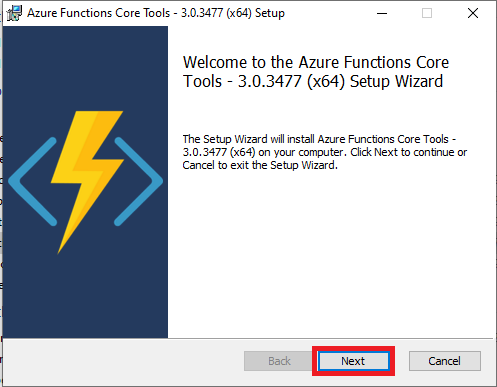 Azure Functions Core Tools - 3.0.3477 (x64) Setup
Welcome to the Azure Functions Core
Tools - 3.0.3477 (x64) Setup Wizard
The Setup Wizard will install Azure Functions Core Tools -
3.0.3477 (x64) on your computer. Click Next to continue or
Cancel to exit the Setup Wizard.
Back
Next
Cancel